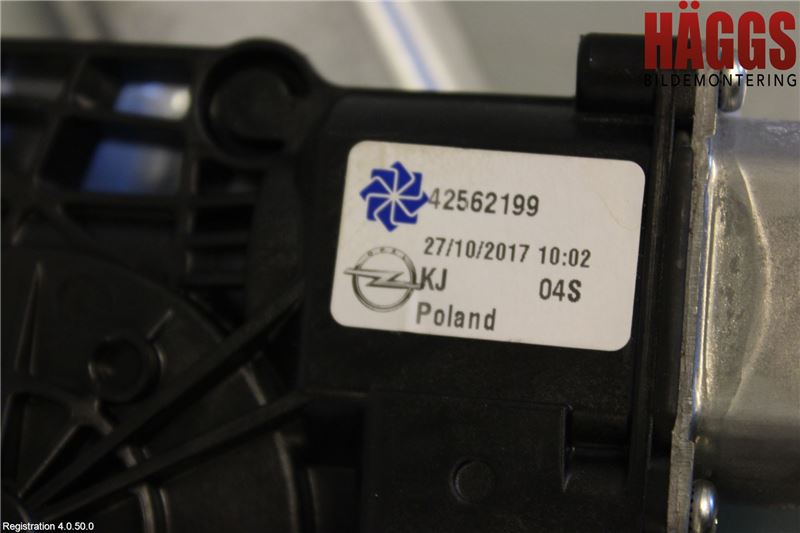 HÄGGS
BILDEMONTERING
42562199
27/10/2017 10:02
KJ 04S
Poland
Registration 4.0.50.0